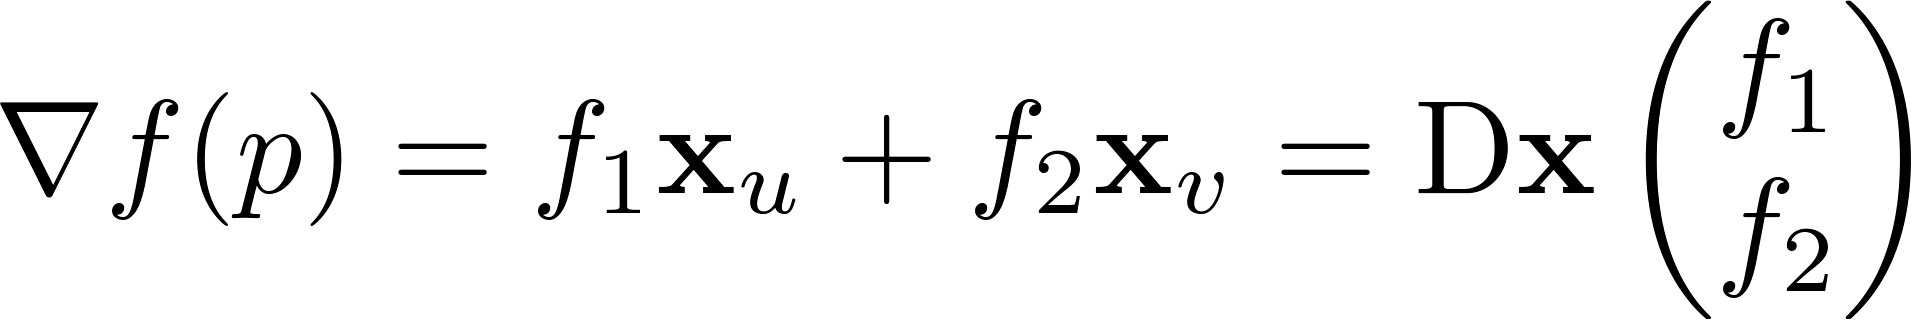 ∇f(p) = f₁𝐱ᵤ + f₂𝐱ᵥ = D𝐱 (f₁ f₂)